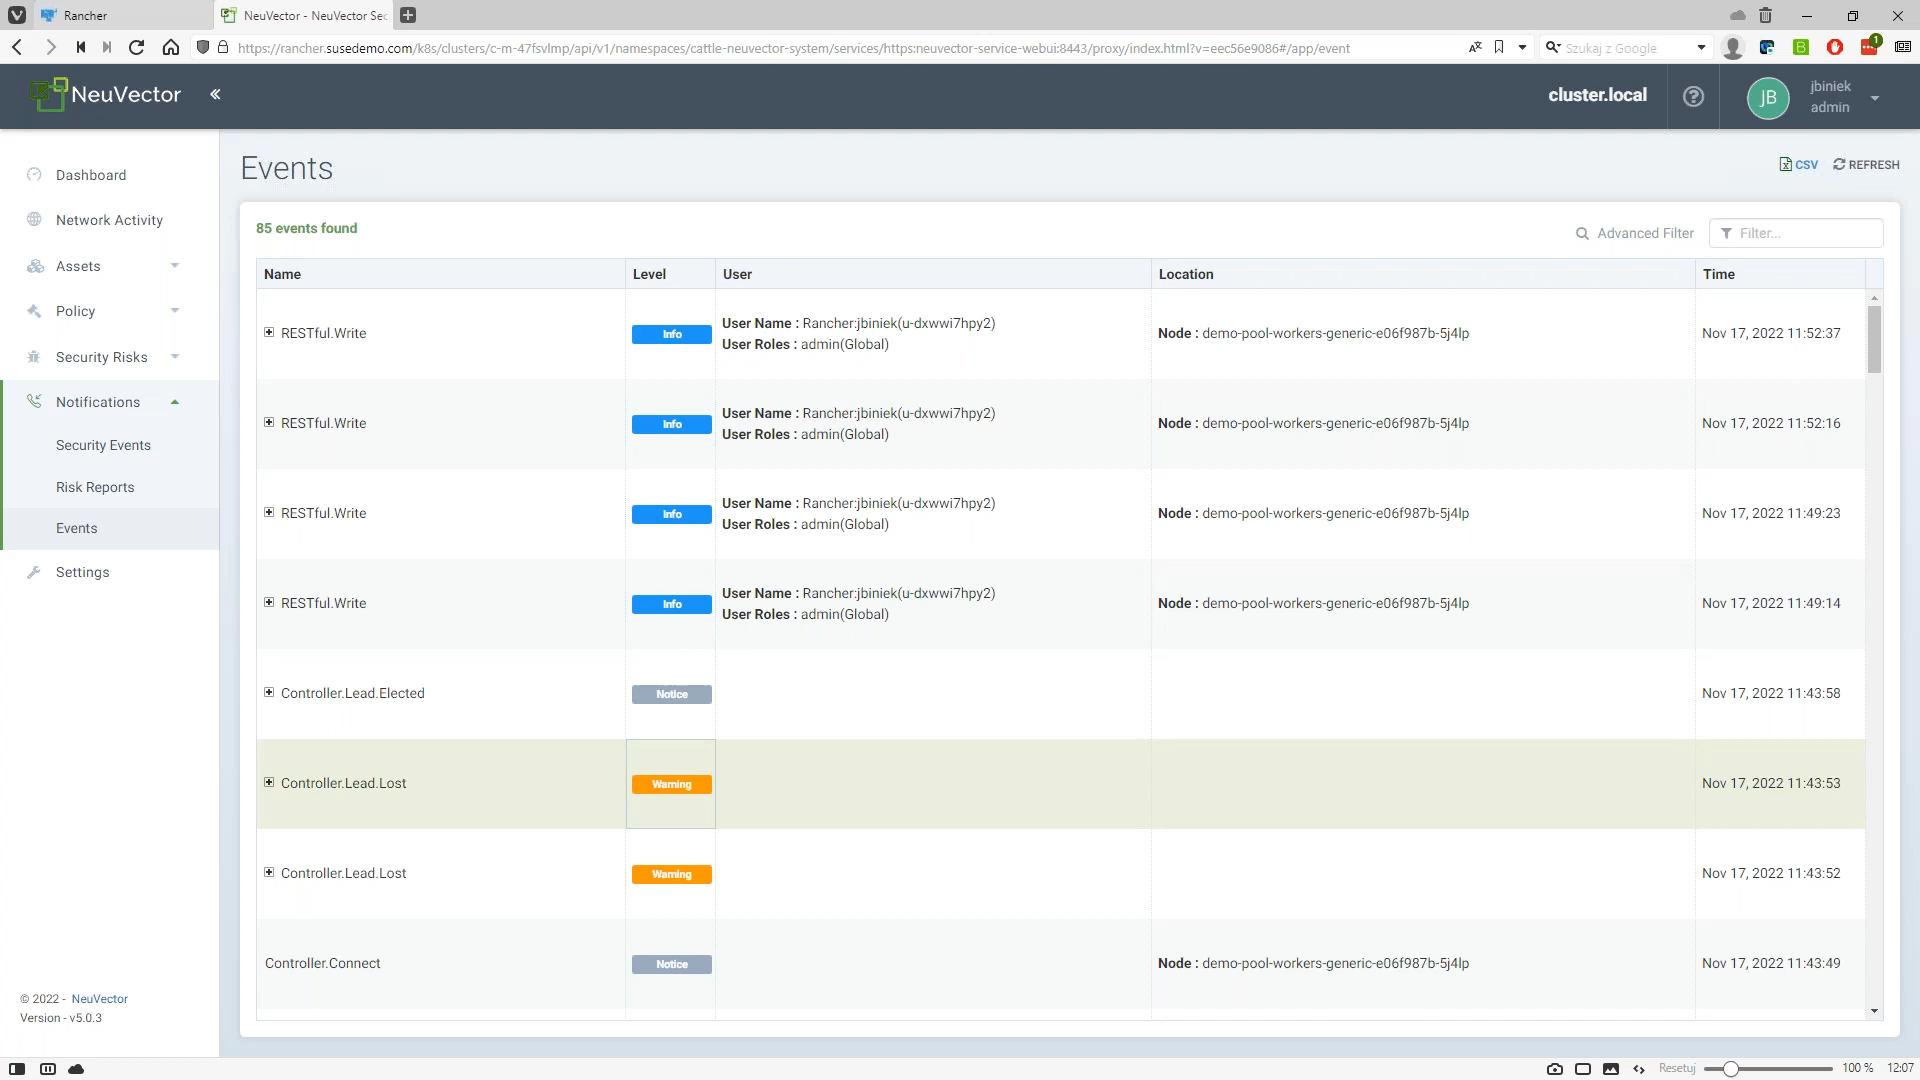 Rancher
NeuVector - NeuVector Sec
https://rancher.susedemo.com/k8s/clusters/c-m-47fsvlmp/api/v1/namespaces/cattle-neuvector-system/services/https:neuvector-service-webui:8443/proxy/index.html?v=eec56e9086#/app/event
Szukaj z Google
1
NeuVector
cluster.local
JB
jbiniek
admin
Dashboard
Network Activity
Assets
Policy
Security Risks
Notifications
Security Events
Risk Reports
Events
Settings
© 2022 - NeuVector
Version - v5.0.3
Events
CSV
REFRESH
85 events found
Advanced Filter
Filter...
Name Level User Location Time
RESTful.Write Info User Name : Rancher:jbiniek(u-dxwwi7hpy2) Node : demo-pool-workers-generic-e06f987b-5j4lp Nov 17, 2022 11:52:37
User Roles : admin(Global)
RESTful.Write Info User Name : Rancher:jbiniek(u-dxwwi7hpy2) Node : demo-pool-workers-generic-e06f987b-5j4lp Nov 17, 2022 11:52:16
User Roles : admin(Global)
RESTful.Write Info User Name : Rancher:jbiniek(u-dxwwi7hpy2) Node : demo-pool-workers-generic-e06f987b-5j4lp Nov 17, 2022 11:49:23
User Roles : admin(Global)
RESTful.Write Info User Name : Rancher:jbiniek(u-dxwwi7hpy2) Node : demo-pool-workers-generic-e06f987b-5j4lp Nov 17, 2022 11:49:14
User Roles : admin(Global)
Controller.Lead.Elected Notice Nov 17, 2022 11:43:58
Controller.Lead.Lost Warning Nov 17, 2022 11:43:53
Controller.Lead.Lost Warning Nov 17, 2022 11:43:52
Controller.Connect Notice Node : demo-pool-workers-generic-e06f987b-5j4lp Nov 17, 2022 11:43:49
Resetuj
100 %
12:07